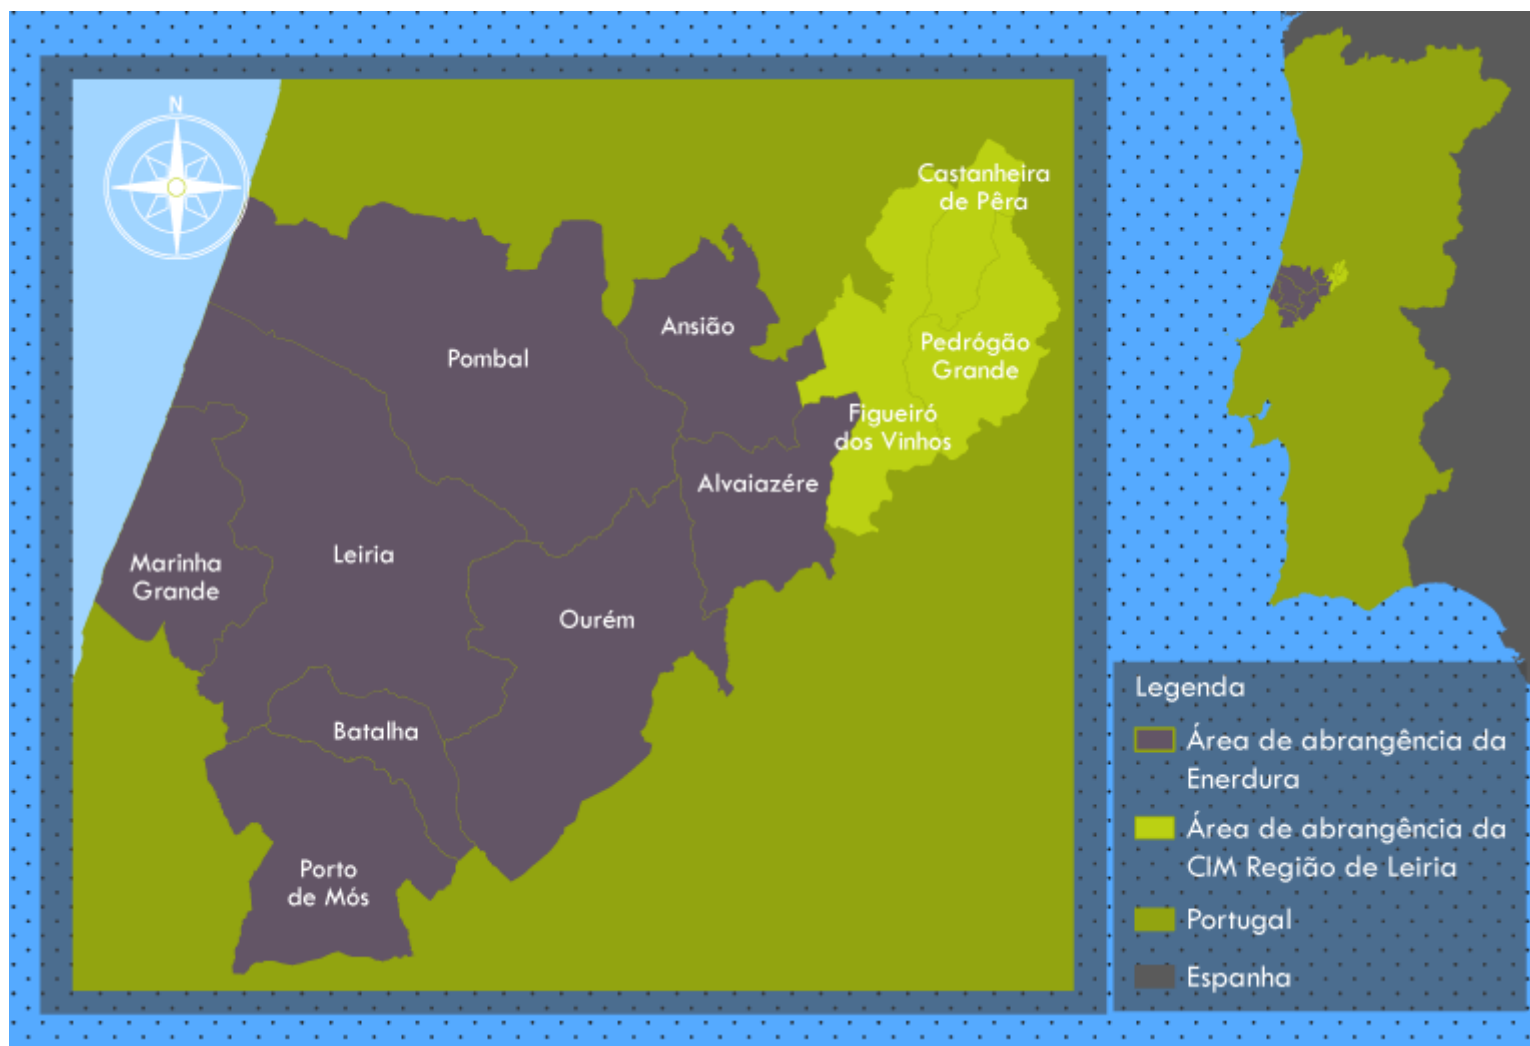 N
Castanheira
de Pêra
Ansião
Pombal
Pedrógão
Grande
Figueiró
dos Vinhos
Alvaiazére
Leiria
Marinha
Grande
Ourém
Batalha
Porto
de Mós
Legenda
Área de abrangência da
Enerdura
Área de abrangência da
CIM Região de Leiria
Portugal
Espanha